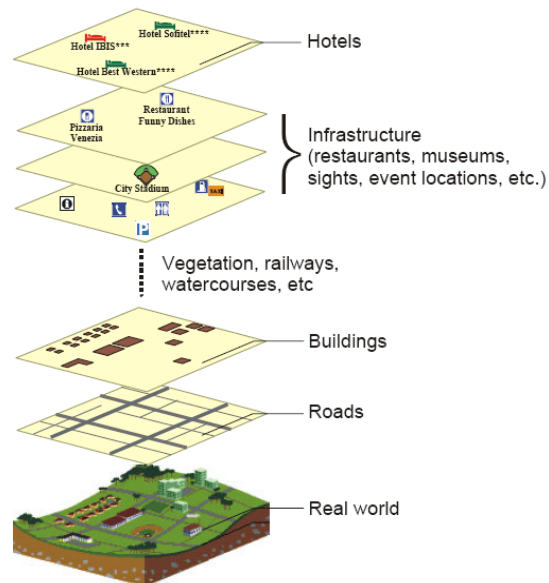 Hotel Sofitel****
Hotel IBIS***
Hotel Best Western****
Hotels
Restaurant
Funny Dishes
Pizzaria
Venezia
Infrastructure
(restaurants, museums,
sights, event locations, etc.)
City Stadium
TAXI
P
Vegetation, railways,
watercourses, etc
Buildings
Roads
Real world